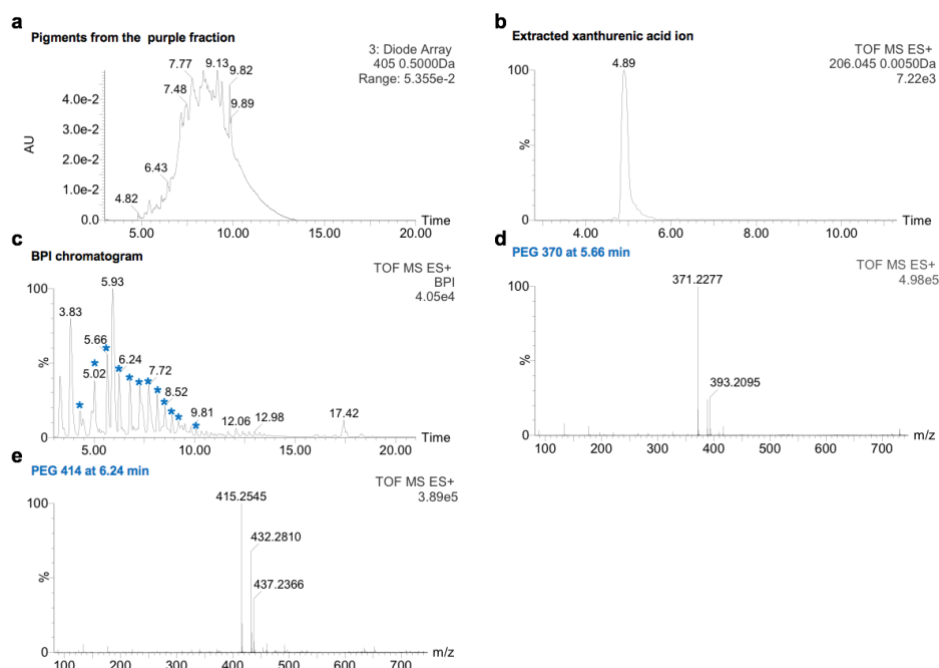 a
Pigments from the purple fraction
3: Diode Array
405 0.5000Da
Range: 5.355e-2
7.77
9.13
9.82
7.48
9.89
6.43
4.82
AU
4.0e-2
3.0e-2
2.0e-2
1.0e-2
0.0
5.00
10.00
15.00
20.00
Time
b
Extracted xanthurenic acid ion
TOF MS ES+
206.045 0.0050Da
7.22e3
4.89
100
%
0
4.00
6.00
8.00
10.00
Time
c
BPI chromatogram
TOF MS ES+
BPI
4.05e4
5.93
3.83
5.66
6.24
5.02
7.72
8.52
9.81
12.06
12.98
17.42
100
%
0
5.00
10.00
15.00
20.00
Time
d
PEG 370 at 5.66 min
TOF MS ES+
4.98e5
371.2277
393.2095
100
%
0
100
200
300
400
500
600
700
m/z
e
PEG 414 at 6.24 min
TOF MS ES+
3.89e5
415.2545
432.2810
437.2366
100
%
0
100
200
300
400
500
600
700
m/z